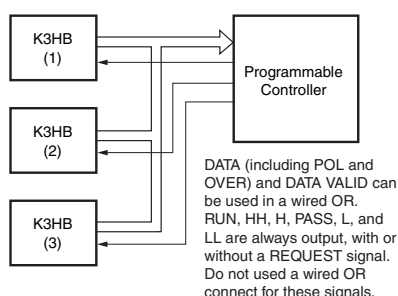 K3HB
(1)
Programmable
Controller
K3HB
(2)
K3HB
(3)
DATA (including POL and
OVER) and DATA VALID can
be used in a wired OR.
RUN, HH, H, PASS, L, and
LL are always output, with or
without a REQUEST signal.
Do not used a wired OR
connect for these signals.